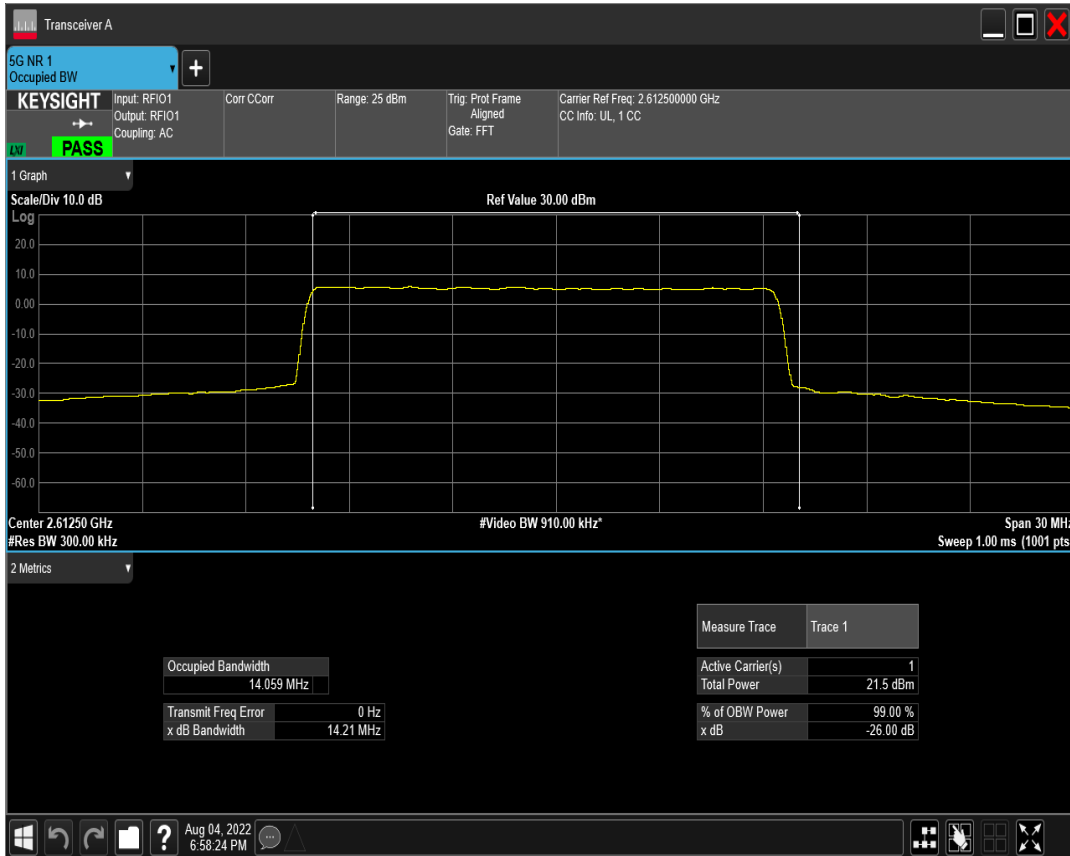 Transceiver A
5G NR 1
Occupied BW
KEYSIGHT
LXI
PASS
Input: RFIO1
Output: RFIO1
Coupling: AC
Corr CCorr
Range: 25 dBm
Trig: Prot Frame
Aligned
Gate: FFT
Carrier Ref Freq: 2.612500000 GHz
CC Info: UL, 1 CC
1 Graph
Scale/Div 10.0 dB
Ref Value 30.00 dBm
Log
20.0
10.0
0.00
-10.0
-20.0
-30.0
-40.0
-50.0
-60.0
Center 2.61250 GHz
#Video BW 910.00 kHz*
Span 30 MHz
#Res BW 300.00 kHz
Sweep 1.00 ms (1001 pts
2 Metrics
Measure Trace Trace 1
Occupied Bandwidth
14.059 MHz
Active Carrier(s) 1
Total Power 21.5 dBm
Transmit Freq Error 0 Hz
x dB Bandwidth 14.21 MHz
% of OBW Power 99.00 %
x dB -26.00 dB
?
Aug 04, 2022
6:58:24 PM